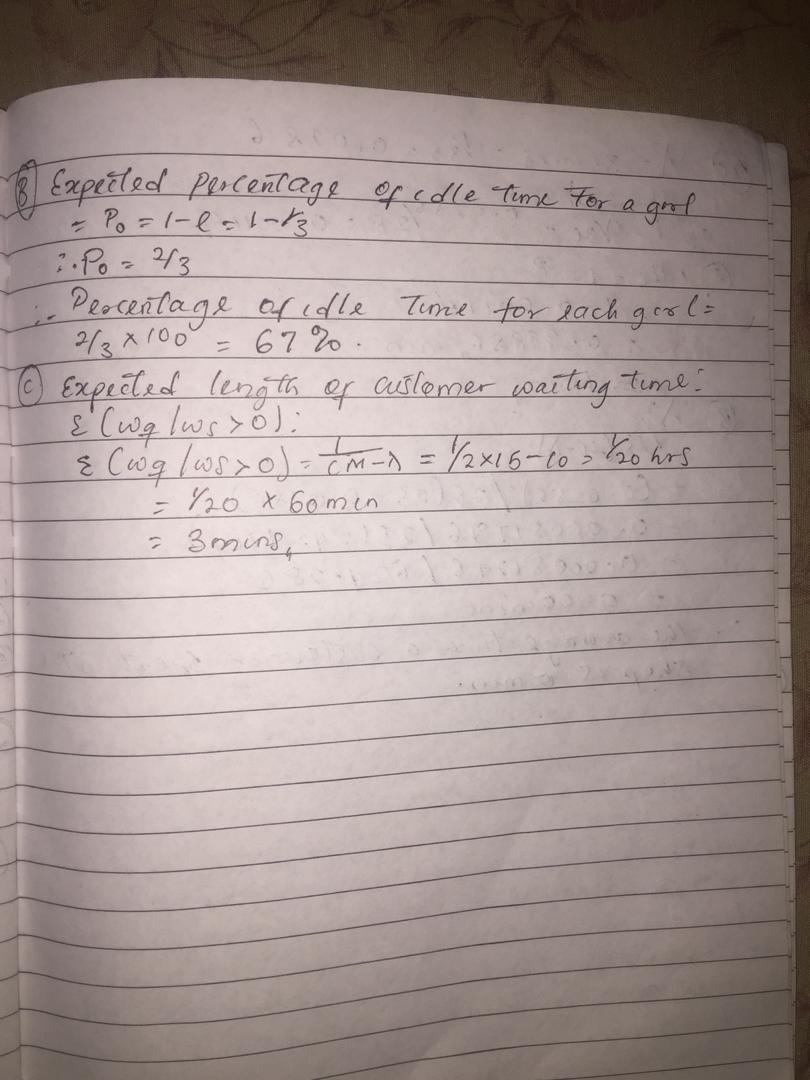 (B) Expected Percentage of idle Time For a girl
= P₀ = 1-ρ = 1-1/3
∴ P₀ = 2/3
∴ Percentage of idle Time for each girl =
2/3 × 100 = 67%.
(C) Expected length of customer waiting time:
ε (wq/ws>0):
ε (wq/ws>0) = 1/CM-λ = 1/2×15-10 = 1/20 hrs
= 1/20 × 60 min
= 3 mins,